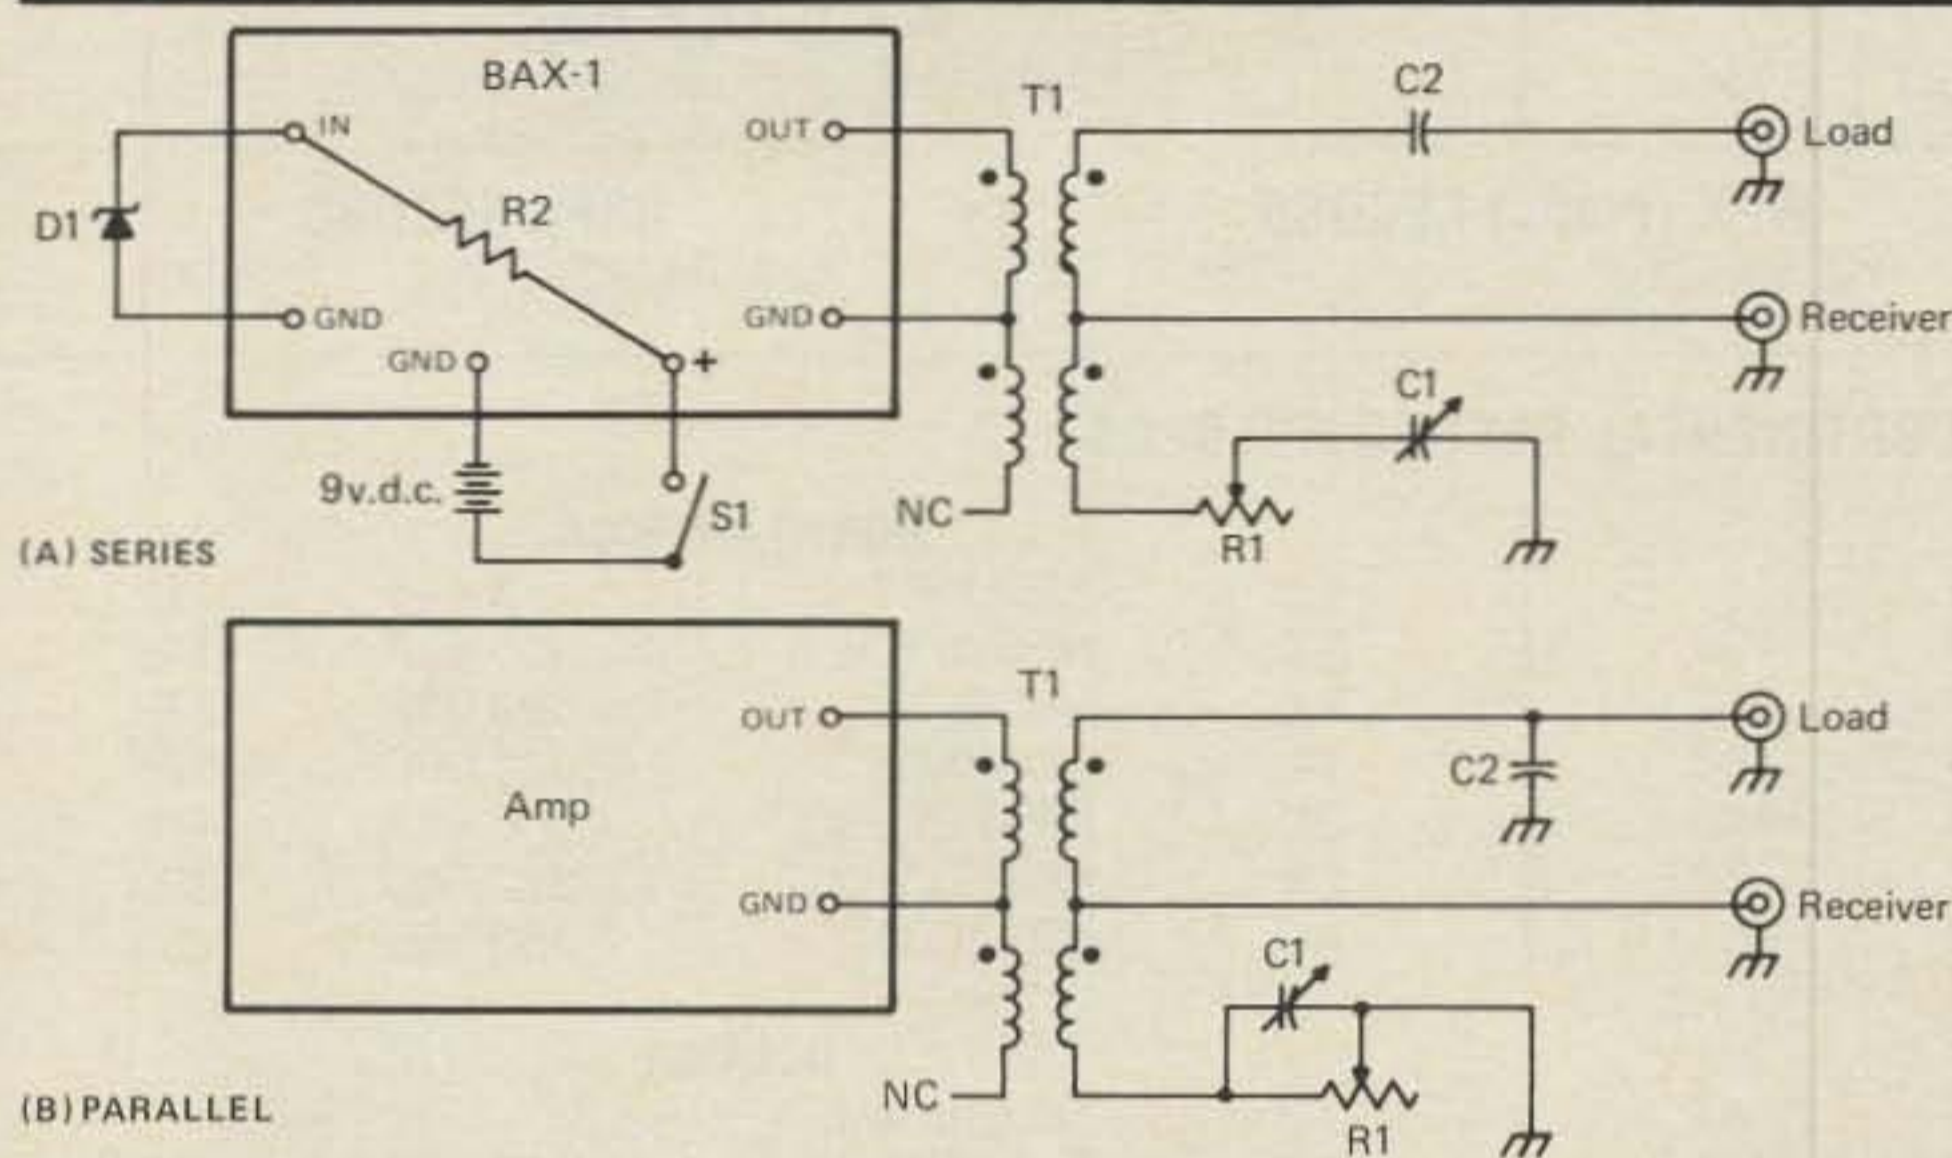 BAX-1
T1
C2
IN
OUT
Load
D1
R2
GND
GND
Receiver
GND
+
C1
9v.d.c.
S1
NC
R1
(A) SERIES
T1
OUT
Load
C2
Amp
GND
Receiver
C1
NC
(B) PARALLEL
R1